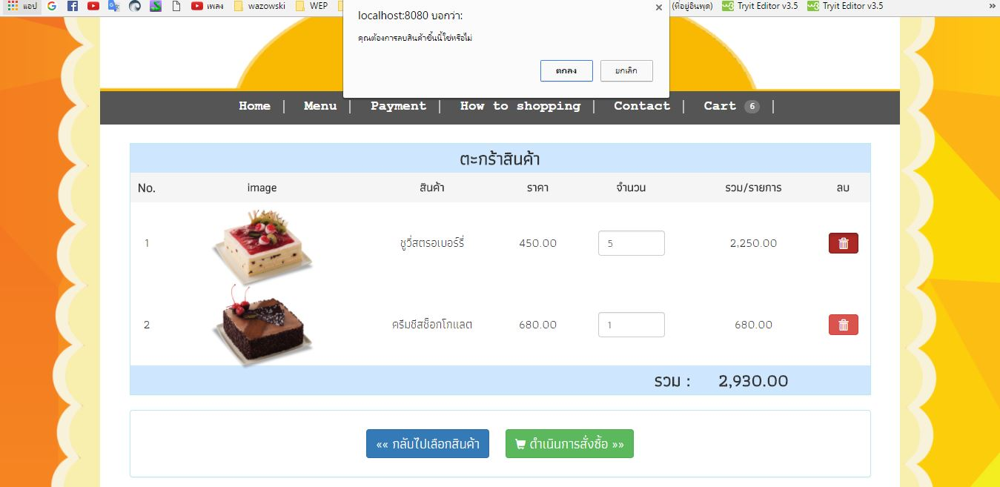 แอป เพลง wazowski WEP (ที่อยู่อินพุต) Tryit Editor v3.5 Tryit Editor v3.5 »
localhost:8080 บอกว่า:
คุณต้องการลบสินค้าชิ้นนี้ใช่หรือไม่
ตกลง ยกเลิก
Home | Menu | Payment | How to shopping | Contact | Cart 6 |
ตะกร้าสินค้า
No. image สินค้า ราคา จำนวน รวม/รายการ ลบ
1 ชูวี่สตรอเบอร์รี่ 450.00 5 2,250.00
2 ครีมชีสช็อกโกแลต 680.00 1 680.00
รวม : 2,930.00
«« กลับไปเลือกสินค้า ดำเนินการสั่งซื้อ »»